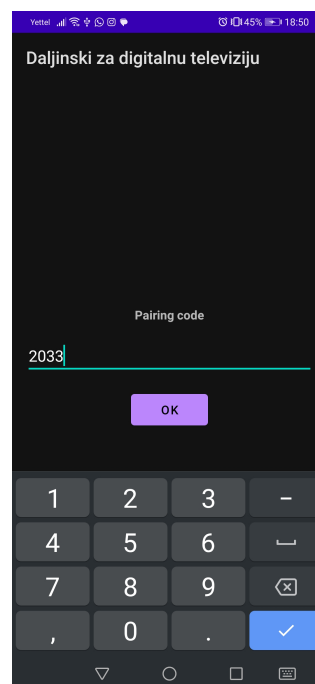 Yettel 45% 18:50
Daljinski za digitalnu televiziju
Pairing code
2033
OK
1 2 3 –
4 5 6
7 8 9
, 0 .